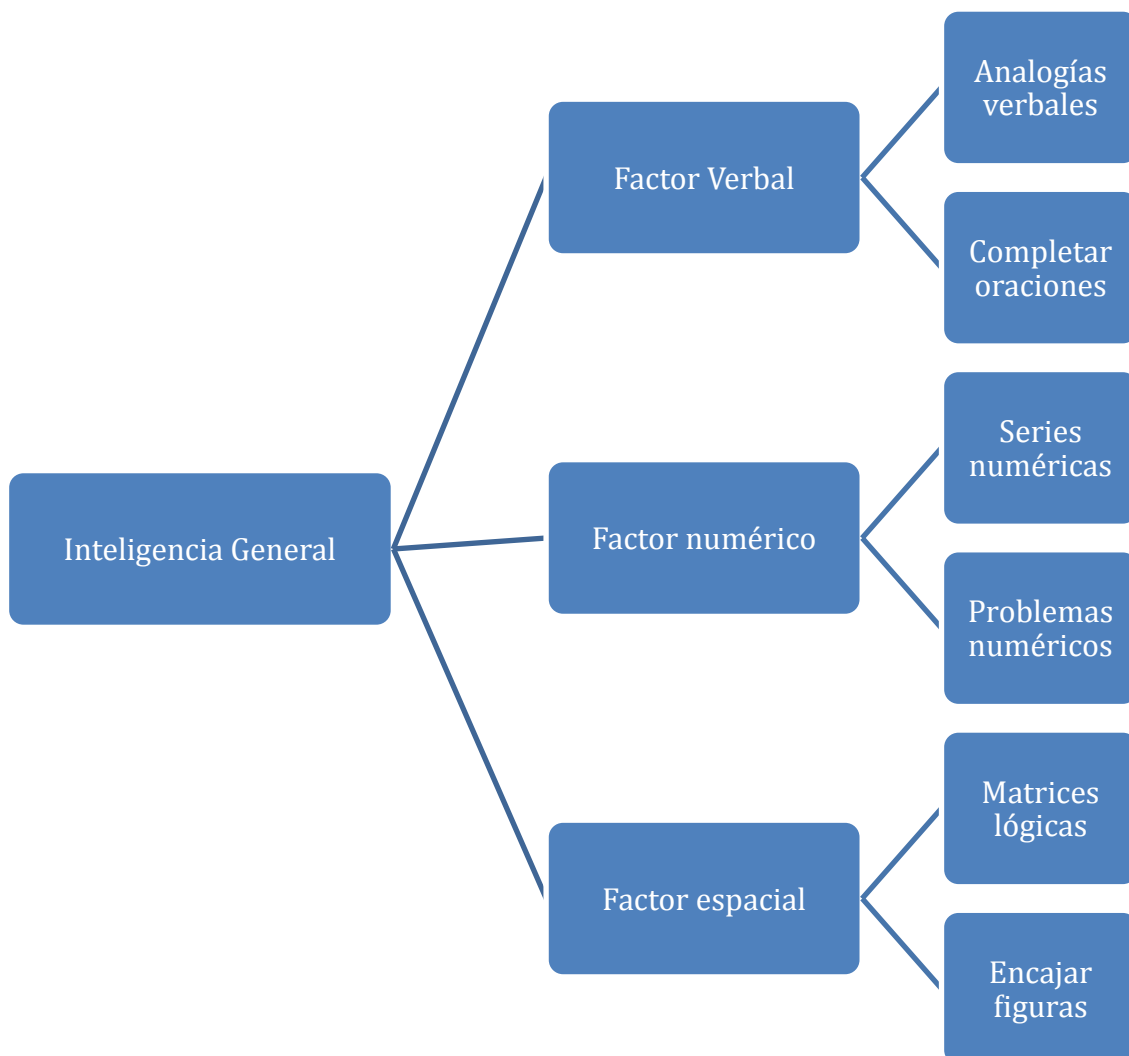 Analogías
verbales
Factor Verbal
Completar
oraciones
Series
numéricas
Inteligencia General
Factor numérico
Problemas
numéricos
Matrices
lógicas
Factor espacial
Encajar
figuras